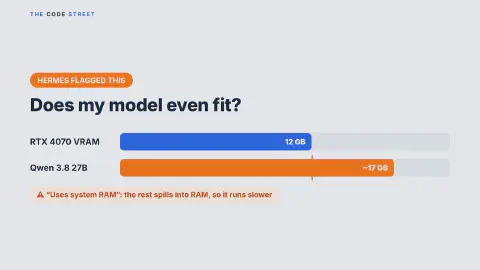 THE CODE STREET
HERMES FLAGGED THIS
Does my model even fit?
RTX 4070 VRAM
12 GB
Qwen 3.8 27B
~17 GB
⚠ "Uses system RAM": the rest spills into RAM, so it runs slower